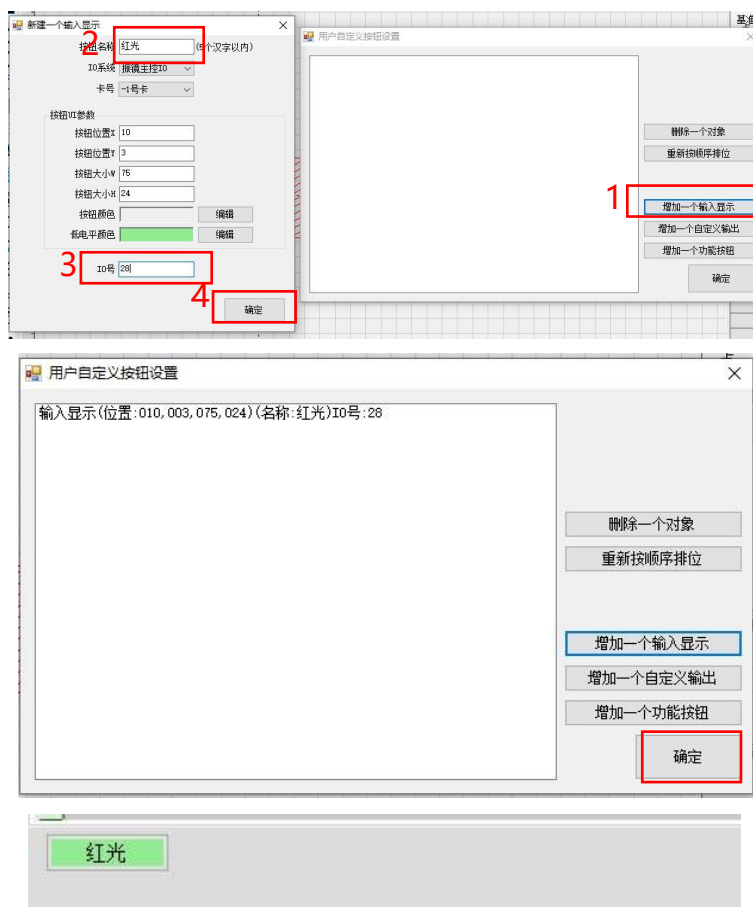 新建一个输入显示
2
按钮名称 红光 (6个汉字以内)
IO系统 振镜主控IO
卡号 -1号卡
按钮UI参数
按钮位置X 10
按钮位置Y 3
按钮大小W 75
按钮大小H 24
按钮颜色 编辑
低电平颜色 编辑
3
IO号 28
4
确定
用户自定义按钮设置
删除一个对象
重新按顺序排位
1
增加一个输入显示
增加一个自定义输出
增加一个功能按钮
确定
用户自定义按钮设置
输入显示(位置:010,003,075,024)(名称:红光)IO号:28
删除一个对象
重新按顺序排位
增加一个输入显示
增加一个自定义输出
增加一个功能按钮
确定
红光